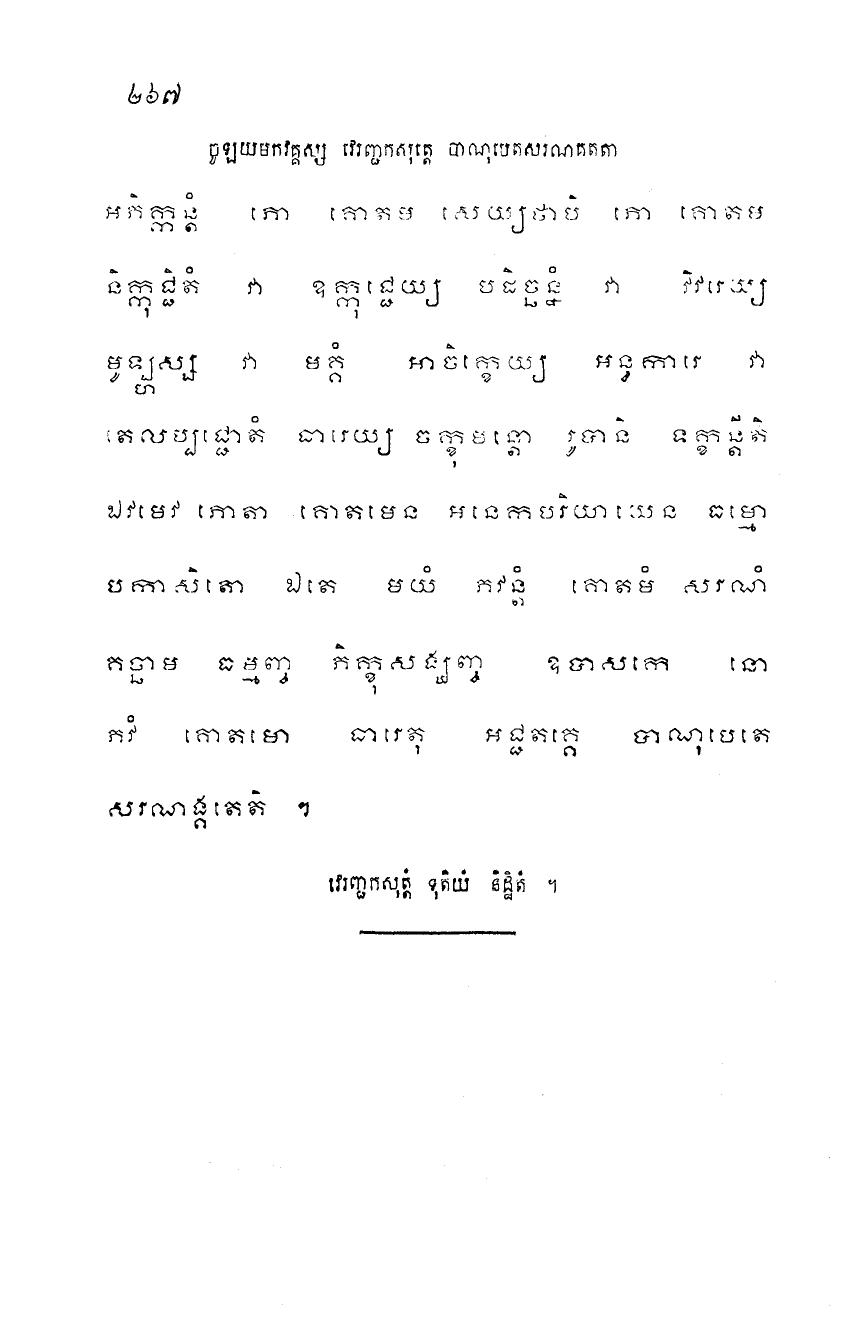 ២៦៧
ចូឡយមកវគ្គស្ស វេរញ្ជកសុត្តេ បាណុបេតសរណគតតា
អភិក្កន្តំ ភោ គោតម សេយ្យថាបិ ភោ គោតម
និក្កុជ្ជិតំ វា ឧក្កុជ្ជេយ្យ បដិច្ឆន្នំ វា វិវរេយ្យ
មូឡ្ហស្ស វា មគ្គំ អាចិក្ខេយ្យ អន្ធការេ វា
តេលប្បជ្ជោតំ ធារេយ្យ ចក្ខុមន្តោ រូបានិ ទក្ខន្តីតិ
ឯវមេវ ភោតា គោតមេន អនេកបរិយាយេន ធម្មោ
បកាសិតោ ឯតេ មយំ ភវន្តំ គោតមំ សរណំ
គច្ឆាម ធម្មញ្ច ភិក្ខុសង្ឃញ្ច ឧបាសកេ នោ
ភវំ គោតមោ ធារេតុ អជ្ជតគ្គេ បាណុបេតេ
សរណង្គតេតិ ។
វេរញ្ជកសុត្តំ ទុតិយំ និដ្ឋិតំ ។